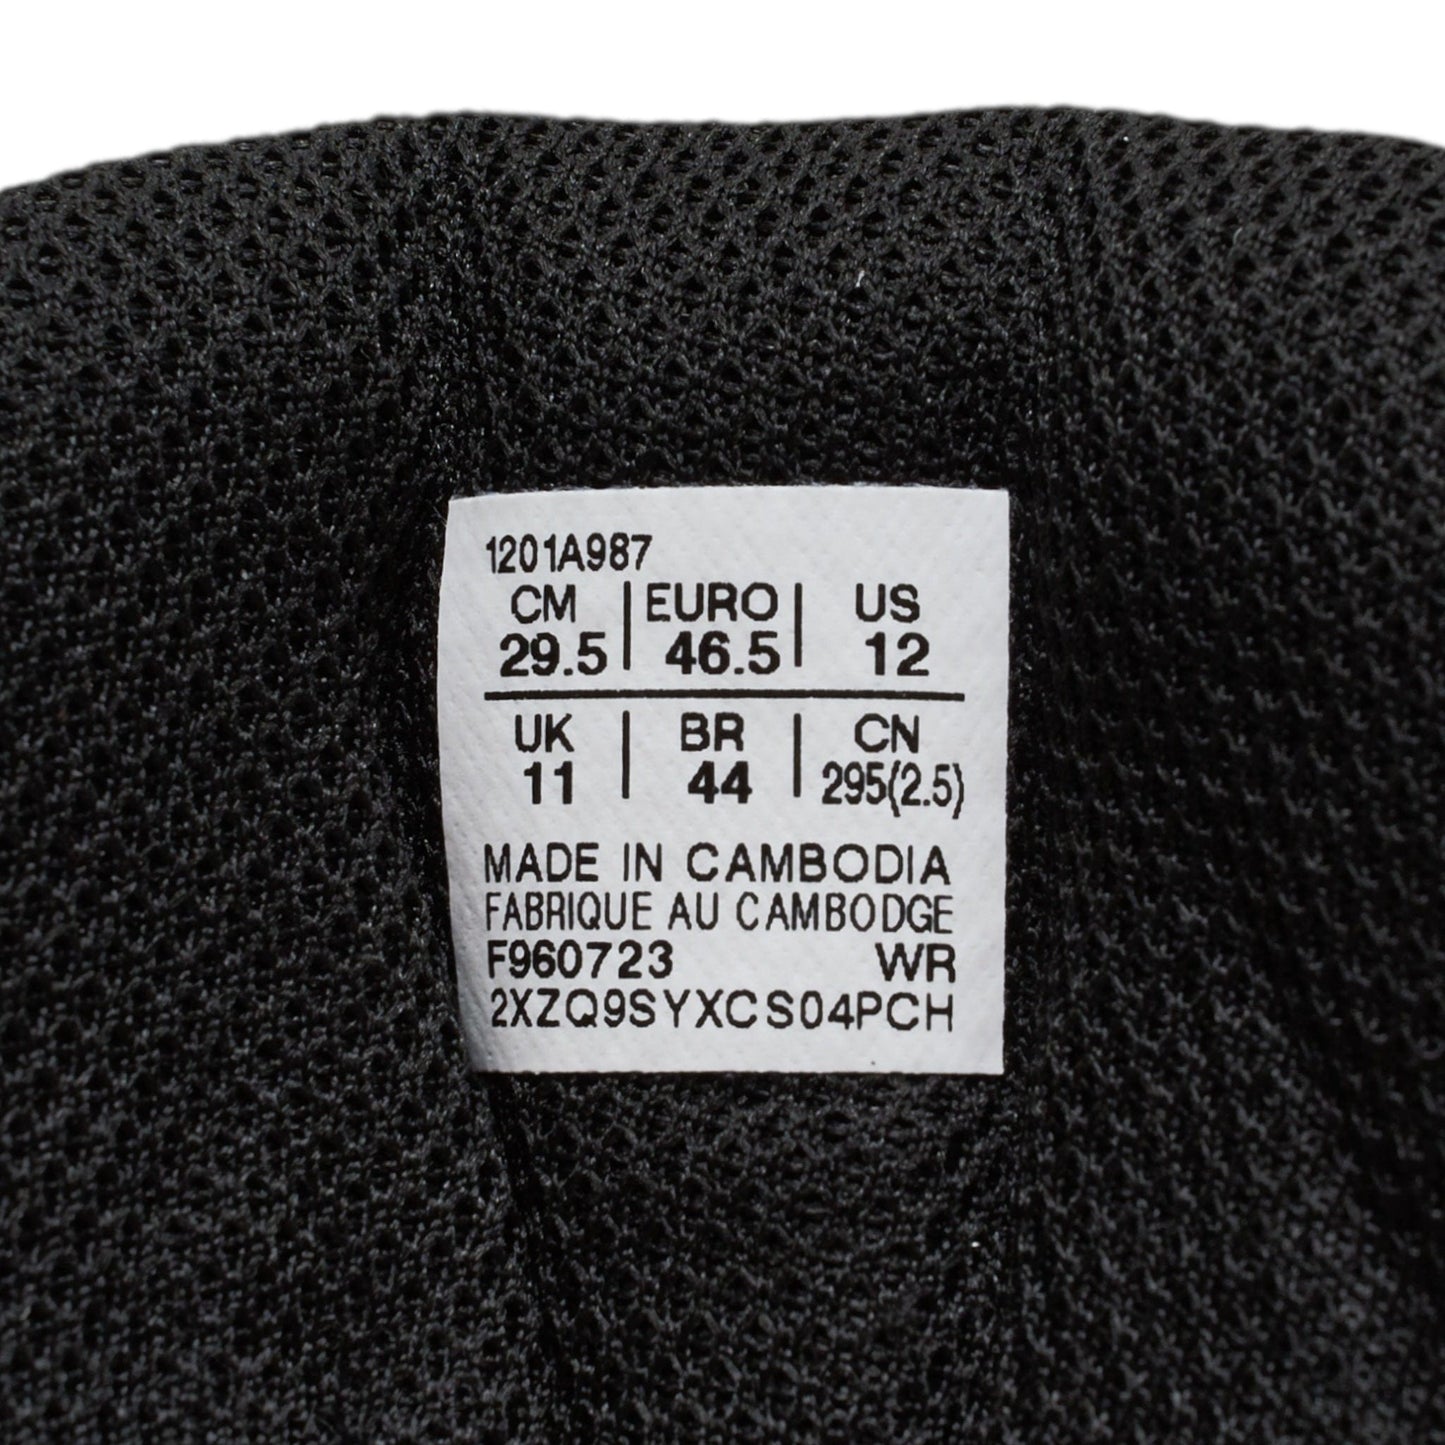 1201A987
CM | EURO | US
29.5 | 46.5 | 12
UK | BR | CN
11 | 44 | 295(2.5)
MADE IN CAMBODIA
FABRIQUE AU CAMBODGE
F960723 WR
2XZQ9SYXCS04PCH